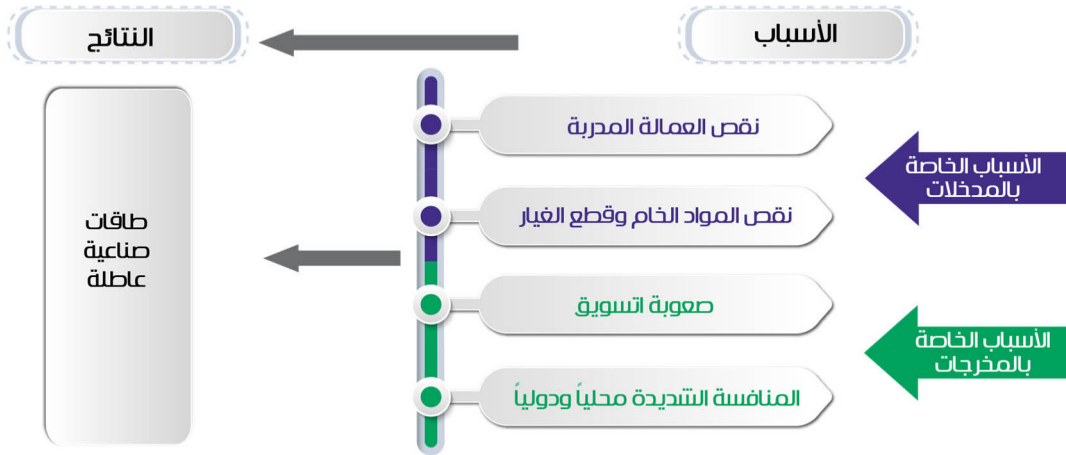 الأسباب
النتائج
الأسباب الخاصة
بالمدخلات
نقص العمالة المدربة
نقص المواد الخام وقطع الغيار
الأسباب الخاصة
بالمخرجات
صعوبة اتسويق
المنافسة الشديدة محلياً ودولياً
طاقات
صناعية
عاطلة